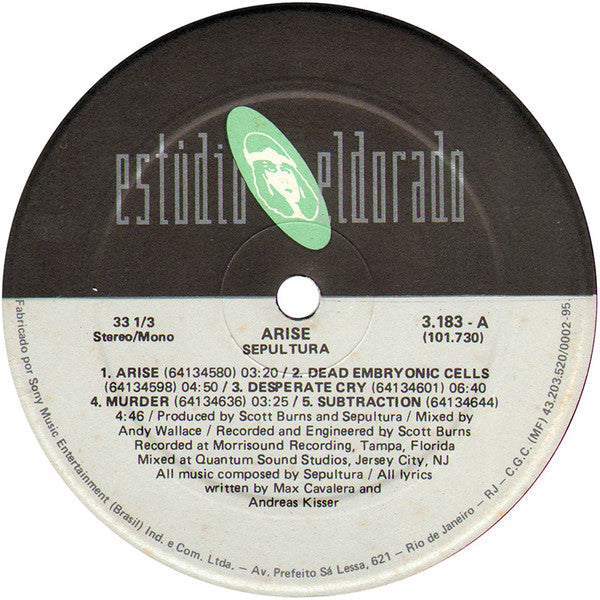 estúdio eldorado
33 1/3
Stereo/Mono
ARISE
SEPULTURA
3.183 - A
(101.730)
1. ARISE (64134580) 03:20 / 2. DEAD EMBRYONIC CELLS
(64134598) 04:50 / 3. DESPERATE CRY (64134601) 06:40
4. MURDER (64134636) 03:25 / 5. SUBTRACTION (64134644)
4:46 / Produced by Scott Burns and Sepultura / Mixed by
Andy Wallace / Recorded and Engineered by Scott Burns
Recorded at Morrisound Recording, Tampa, Florida
Mixed at Quantum Sound Studios, Jersey City, NJ
All music composed by Sepultura / All lyrics
written by Max Cavalera and
Andreas Kisser
Fabricado por Sony Music Entertainment (Brasil) Ind. e Com. Ltda. — Av. Prefeito Sá Lessa, 621 — Rio de Janeiro — RJ — C.G.C. (MF) 43.203.520/0002-95.